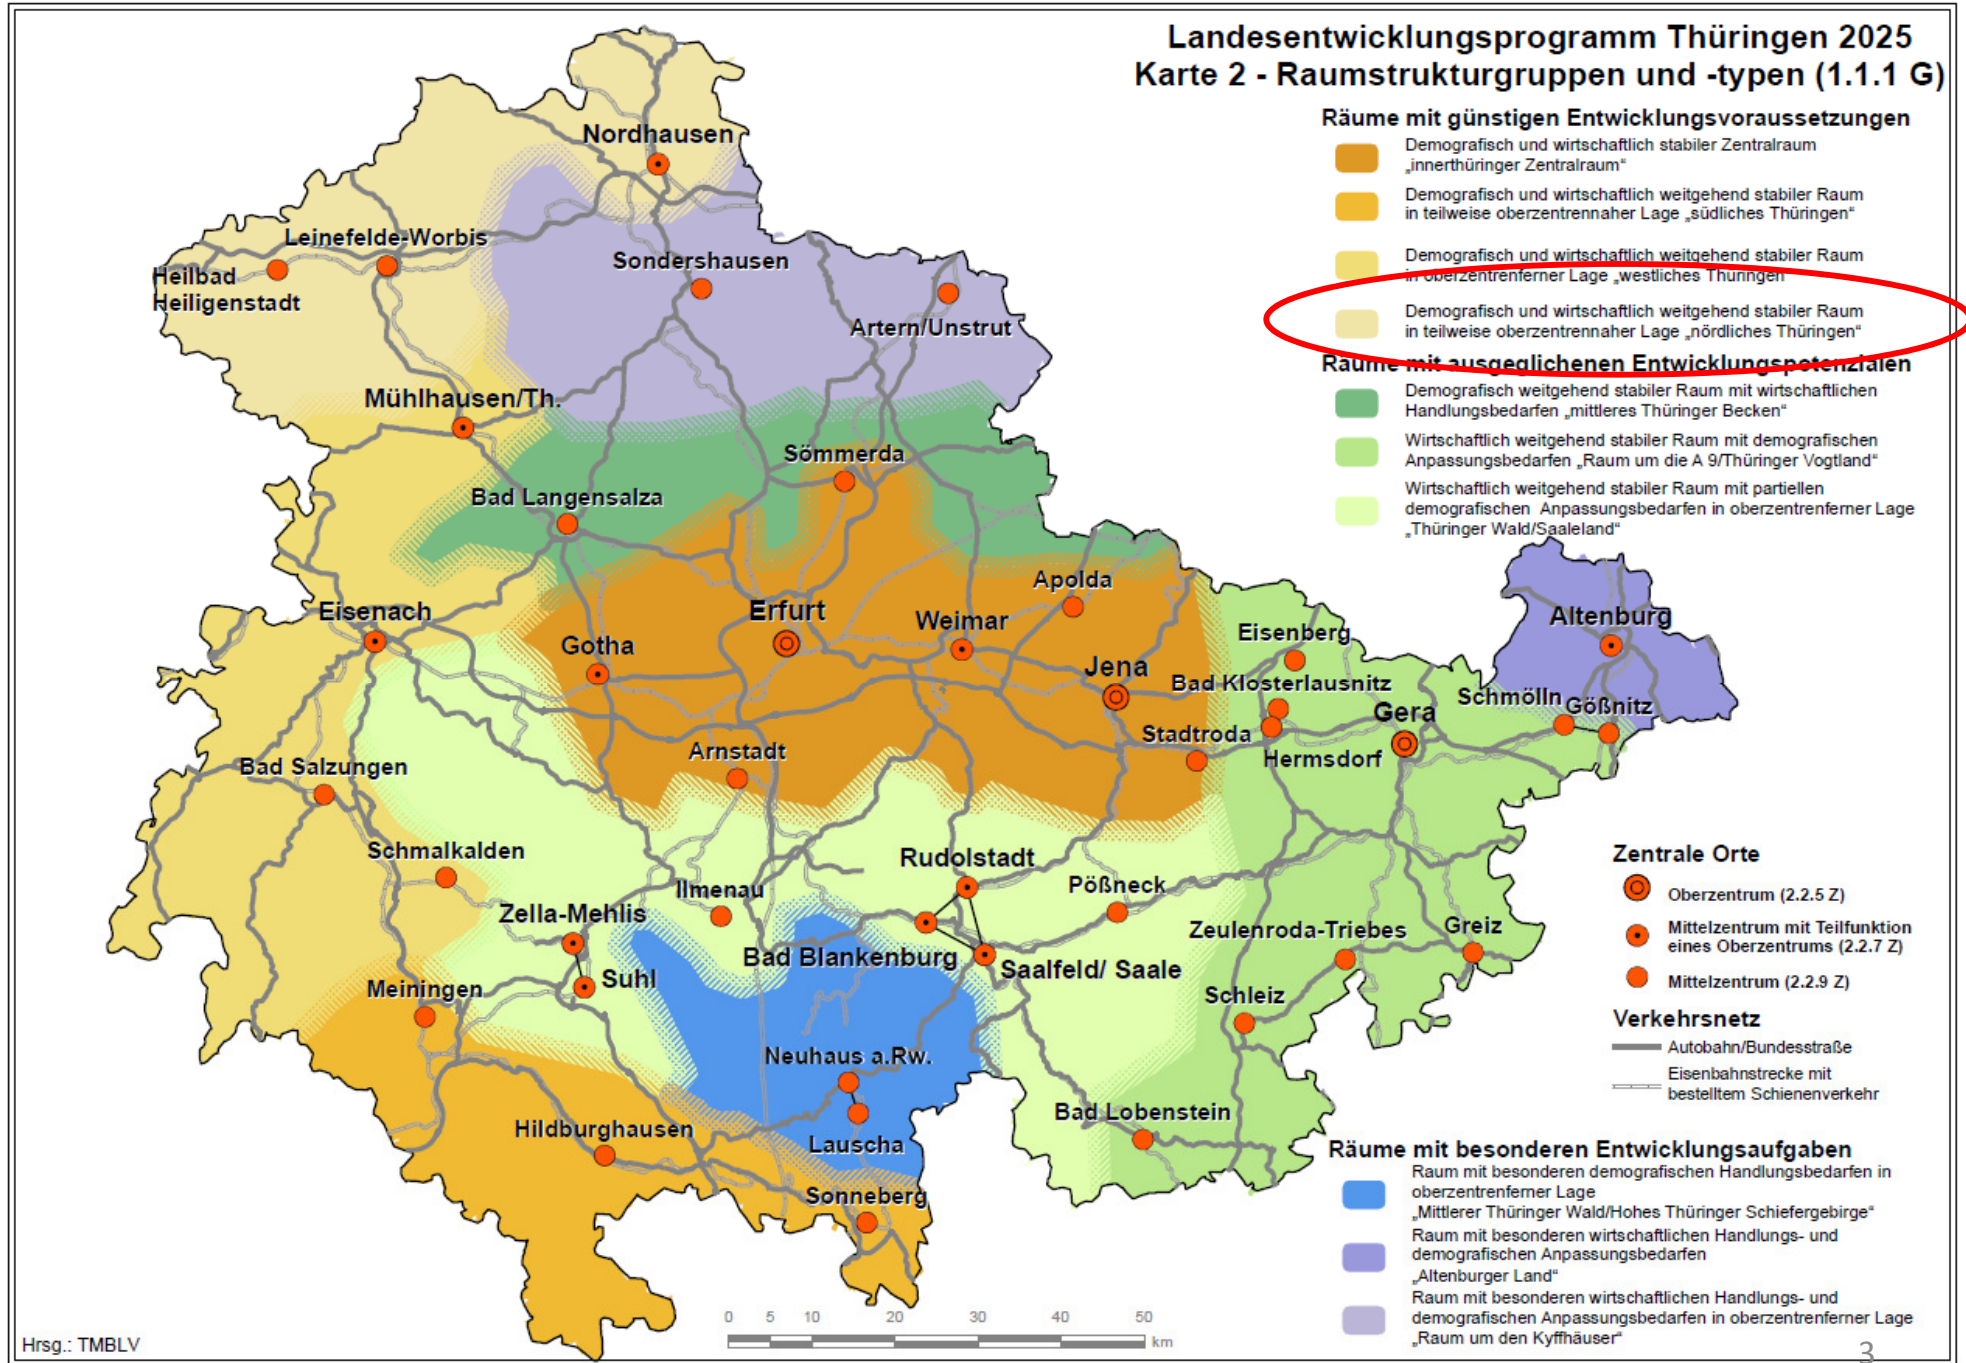 Landesentwicklungsprogramm Thüringen 2025
Karte 2 - Raumstrukturgruppen und -typen (1.1.1 G)
Räume mit günstigen Entwicklungsvoraussetzungen
Demografisch und wirtschaftlich stabiler Zentralraum
„innerthüringer Zentralraum“
Demografisch und wirtschaftlich weitgehend stabiler Raum
in teilweise oberzentrennaher Lage „südliches Thüringen“
Demografisch und wirtschaftlich weitgehend stabiler Raum
in oberzentrenferner Lage „westliches Thüringen
Demografisch und wirtschaftlich weitgehend stabiler Raum
in teilweise oberzentrennaher Lage „nördliches Thüringen“
Räume mit ausgeglichenen Entwicklungspotenzialen
Demografisch weitgehend stabiler Raum mit wirtschaftlichen
Handlungsbedarfen „mittleres Thüringer Becken“
Wirtschaftlich weitgehend stabiler Raum mit demografischen
Anpassungsbedarfen „Raum um die A 9/Thüringer Vogtland“
Wirtschaftlich weitgehend stabiler Raum mit partiellen
demografischen Anpassungsbedarfen in oberzentrenferner Lage
„Thüringer Wald/Saaleland“
Nordhausen
Leinefelde-Worbis
Heilbad
Heiligenstadt
Sondershausen
Artern/Unstrut
Mühlhausen/Th.
Sömmerda
Bad Langensalza
Apolda
Eisenach
Erfurt
Weimar
Gotha
Jena
Eisenberg
Altenburg
Bad Klosterlausnitz
Schmölln
Gößnitz
Gera
Stadtroda
Hermsdorf
Arnstadt
Bad Salzungen
Schmalkalden
Rudolstadt
Ilmenau
Pößneck
Zella-Mehlis
Zeulenroda-Triebes
Greiz
Bad Blankenburg
Saalfeld/ Saale
Suhl
Meiningen
Schleiz
Neuhaus a.Rw.
Bad Lobenstein
Hildburghausen
Lauscha
Sonneberg
Zentrale Orte
Oberzentrum (2.2.5 Z)
Mittelzentrum mit Teilfunktion
eines Oberzentrums (2.2.7 Z)
Mittelzentrum (2.2.9 Z)
Verkehrsnetz
Autobahn/Bundesstraße
Eisenbahnstrecke mit
bestelltem Schienenverkehr
Räume mit besonderen Entwicklungsaufgaben
Raum mit besonderen demografischen Handlungsbedarfen in
oberzentrenferner Lage
„Mittlerer Thüringer Wald/Hohes Thüringer Schiefergebirge“
Raum mit besonderen wirtschaftlichen Handlungs- und
demografischen Anpassungsbedarfen
„Altenburger Land“
Raum mit besonderen wirtschaftlichen Handlungs- und
demografischen Anpassungsbedarfen in oberzentrenferner Lage
„Raum um den Kyffhäuser“
0 5 10 20 30 40 50
km
Hrsg.: TMBLV
3